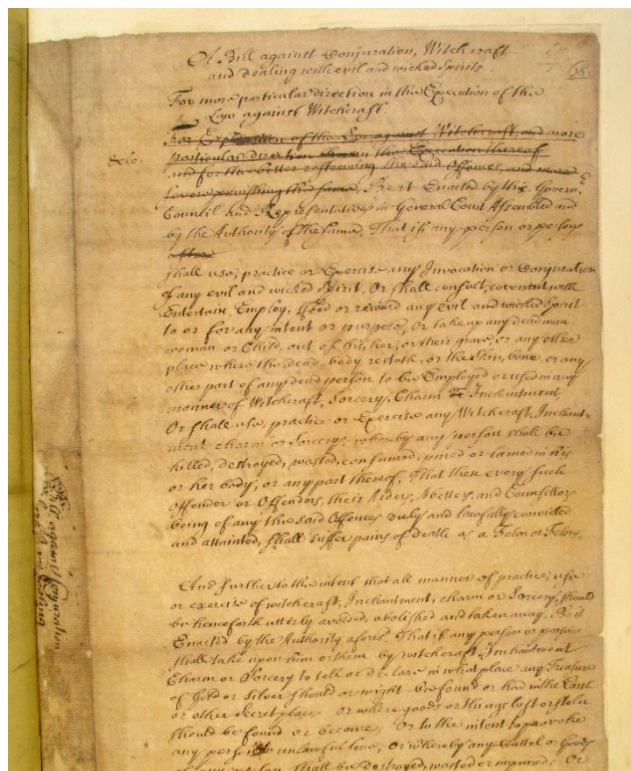 A Bill against Conjuration, Witchcraft
and dealing with evil and wicked Spirits
For more particular direction in the Execution of the
Law against Witchcraft
For Explanation of the Law against Witchcraft, and more
particular direction therein the Execution thereof
and for the better restraining the said Offences, and more
Severe punishing the same, Be it Enacted by the Govern.
Council and Representatives in General Court Assembled and
by the Authority of the same That if any person or persons
after
shall use, practice or Exercise any Invocation or Conjuration
of any evil and wicked Spirit, Or shall consult, covenant with
Entertain, Employ, ffeed or reward any evil and wicked Spirit
to or for any intent or purpose, Or take up any dead man
woman or Child, out of his, her, or their grave, or any other
place where the dead body resteth, or the Skin, bone, or any
other part of any dead person to be Employed or used in any
manner of Witchcraft, Sorcery, Charm or Inchantment,
Or shall use, practice or Exercise any Witchcraft, Inchant-
ment charm or Sorcery, whereby any person shall be
killed, destroyed, wasted, consumed, pined or lamed in his
or her body, or any part thereof, That then every such
Offender or Offendors, their Aiders, Abettors, and Counsellors
being of any the said Offences duly and lawfully convicted
and attainted, shall suffer pains of death as a Felon or Felons.
And further to the intent that all manner of practice, use
or exercise of witchcraft, Inchantment, charm or Sorcery, should
be henceforth utterly avoided, abolished and taken away. Be it
Enacted by the Authority afores.d That if any person or persons
shall take upon him or them by witchcraft, Inchantment
Charm or Sorcery to tell or declare in what place any Treasure
of Gold or Silver should or might be found or had in the Earth
or other Secret places Or where goods or things lost or stolen
should be found or become; Or to the intent to provoke
any person to unlawful love, Or whereby any Cattel or Goods
of any person shall be destroyed, wasted or impaired; Or